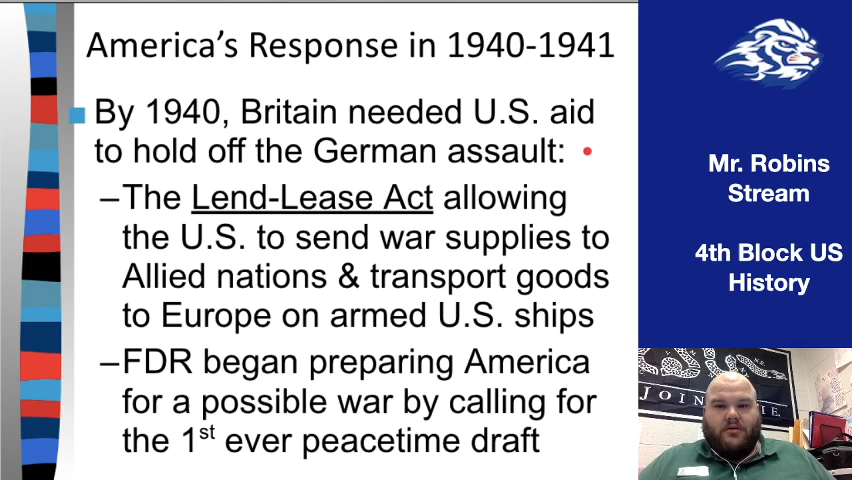 America's Response in 1940-1941
By 1940, Britain needed U.S. aid
to hold off the German assault:
–The Lend-Lease Act allowing
the U.S. to send war supplies to
Allied nations & transport goods
to Europe on armed U.S. ships
–FDR began preparing America
for a possible war by calling for
the 1st ever peacetime draft
Mr. Robins
Stream
4th Block US
History
JOIN